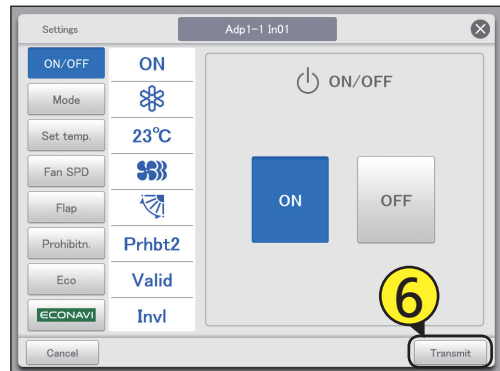 Settings
Adp1-1 In01
ON/OFF
ON
ON/OFF
Mode
Set temp.
23°C
Fan SPD
Flap
ON
OFF
Prohibitn.
Prhbt2
Eco
Valid
6
ECONAVI
Invl
Cancel
Transmit